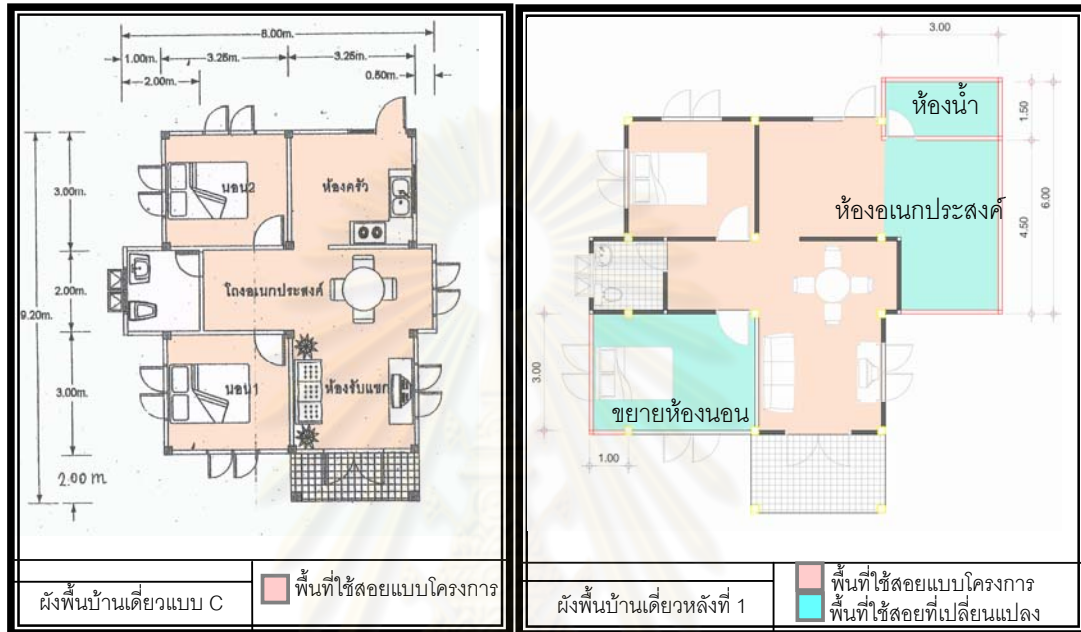 8.00m.
1.00m.
3.25m.
3.25m.
2.00m.
0.50m.
3.00m.
นอน2
ห้องครัว
2.00m.
โถงอเนกประสงค์
9.20m.
3.00m.
นอน1
ห้องรับแขก
2.00 m
ผังพื้นบ้านเดี่ยวแบบ C
พื้นที่ใช้สอยแบบโครงการ
3.00
ห้องน้ำ
1.50
ห้องอเนกประสงค์
6.00
4.50
3.00
ขยายห้องนอน
1.00
ผังพื้นบ้านเดี่ยวหลังที่ 1
พื้นที่ใช้สอยแบบโครงการ
พื้นที่ใช้สอยที่เปลี่ยนแปลง